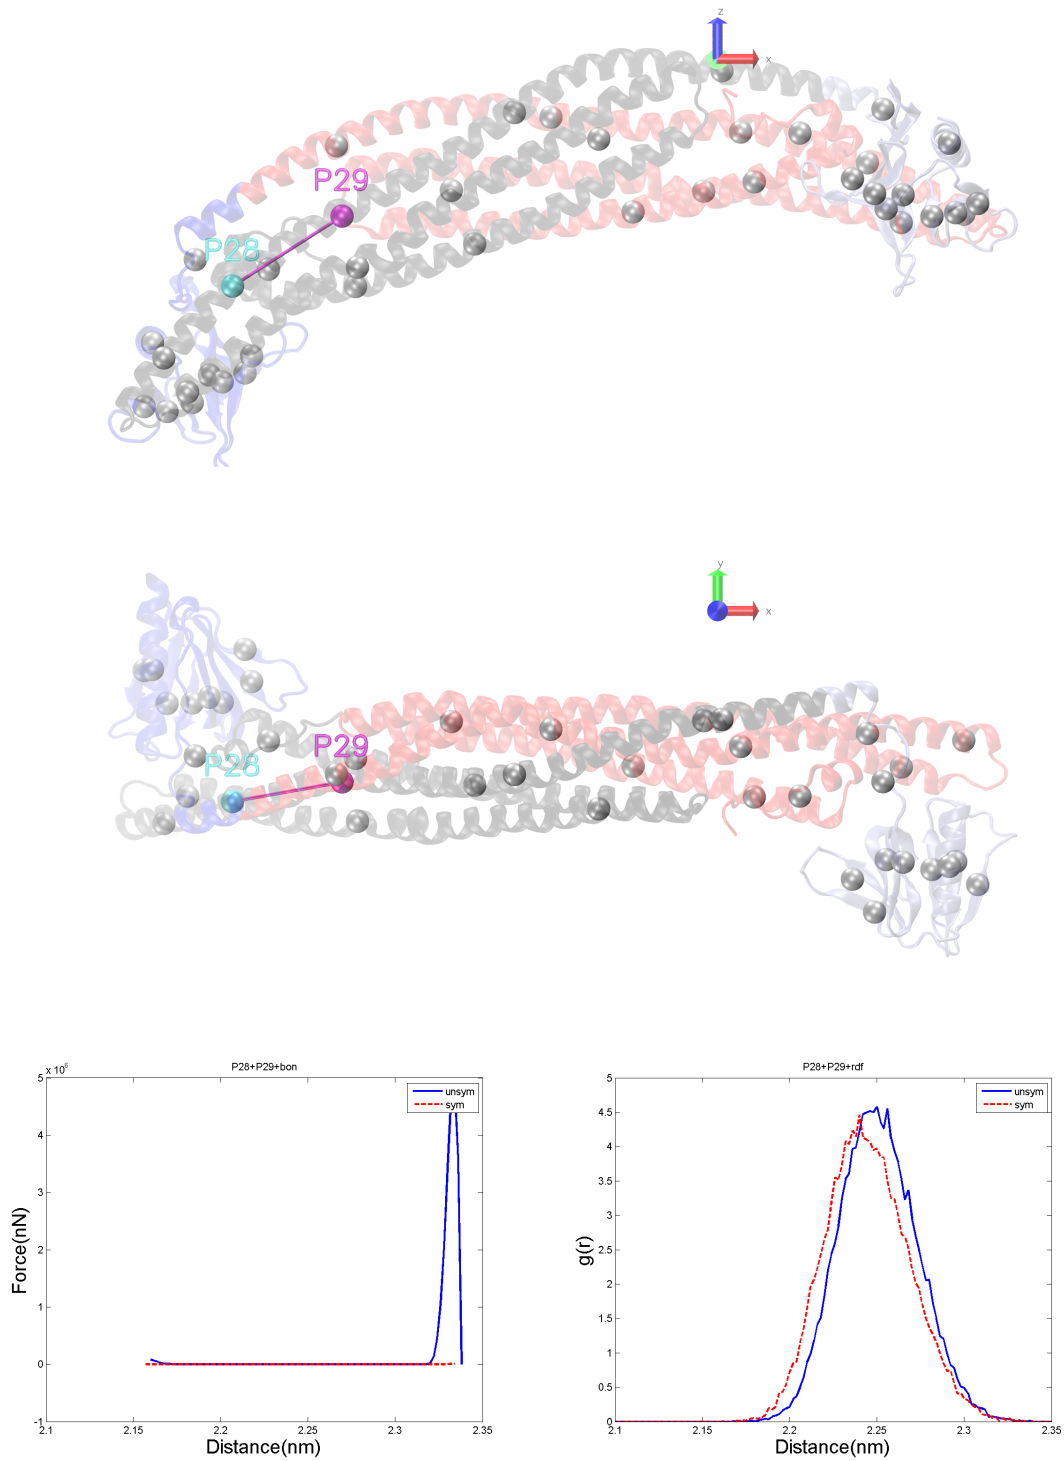 z
x
P29
P28
y
x
P29
P28
P28+P29+bon
x 10^6
5
4
3
2
1
0
-1
2.1
2.15
2.2
2.25
2.3
2.35
Force(nN)
Distance(nm)
unsym
sym
P28+P29+rdf
5
4.5
4
3.5
3
2.5
2
1.5
1
0.5
0
2.1
2.15
2.2
2.25
2.3
2.35
g(r)
Distance(nm)
unsym
sym